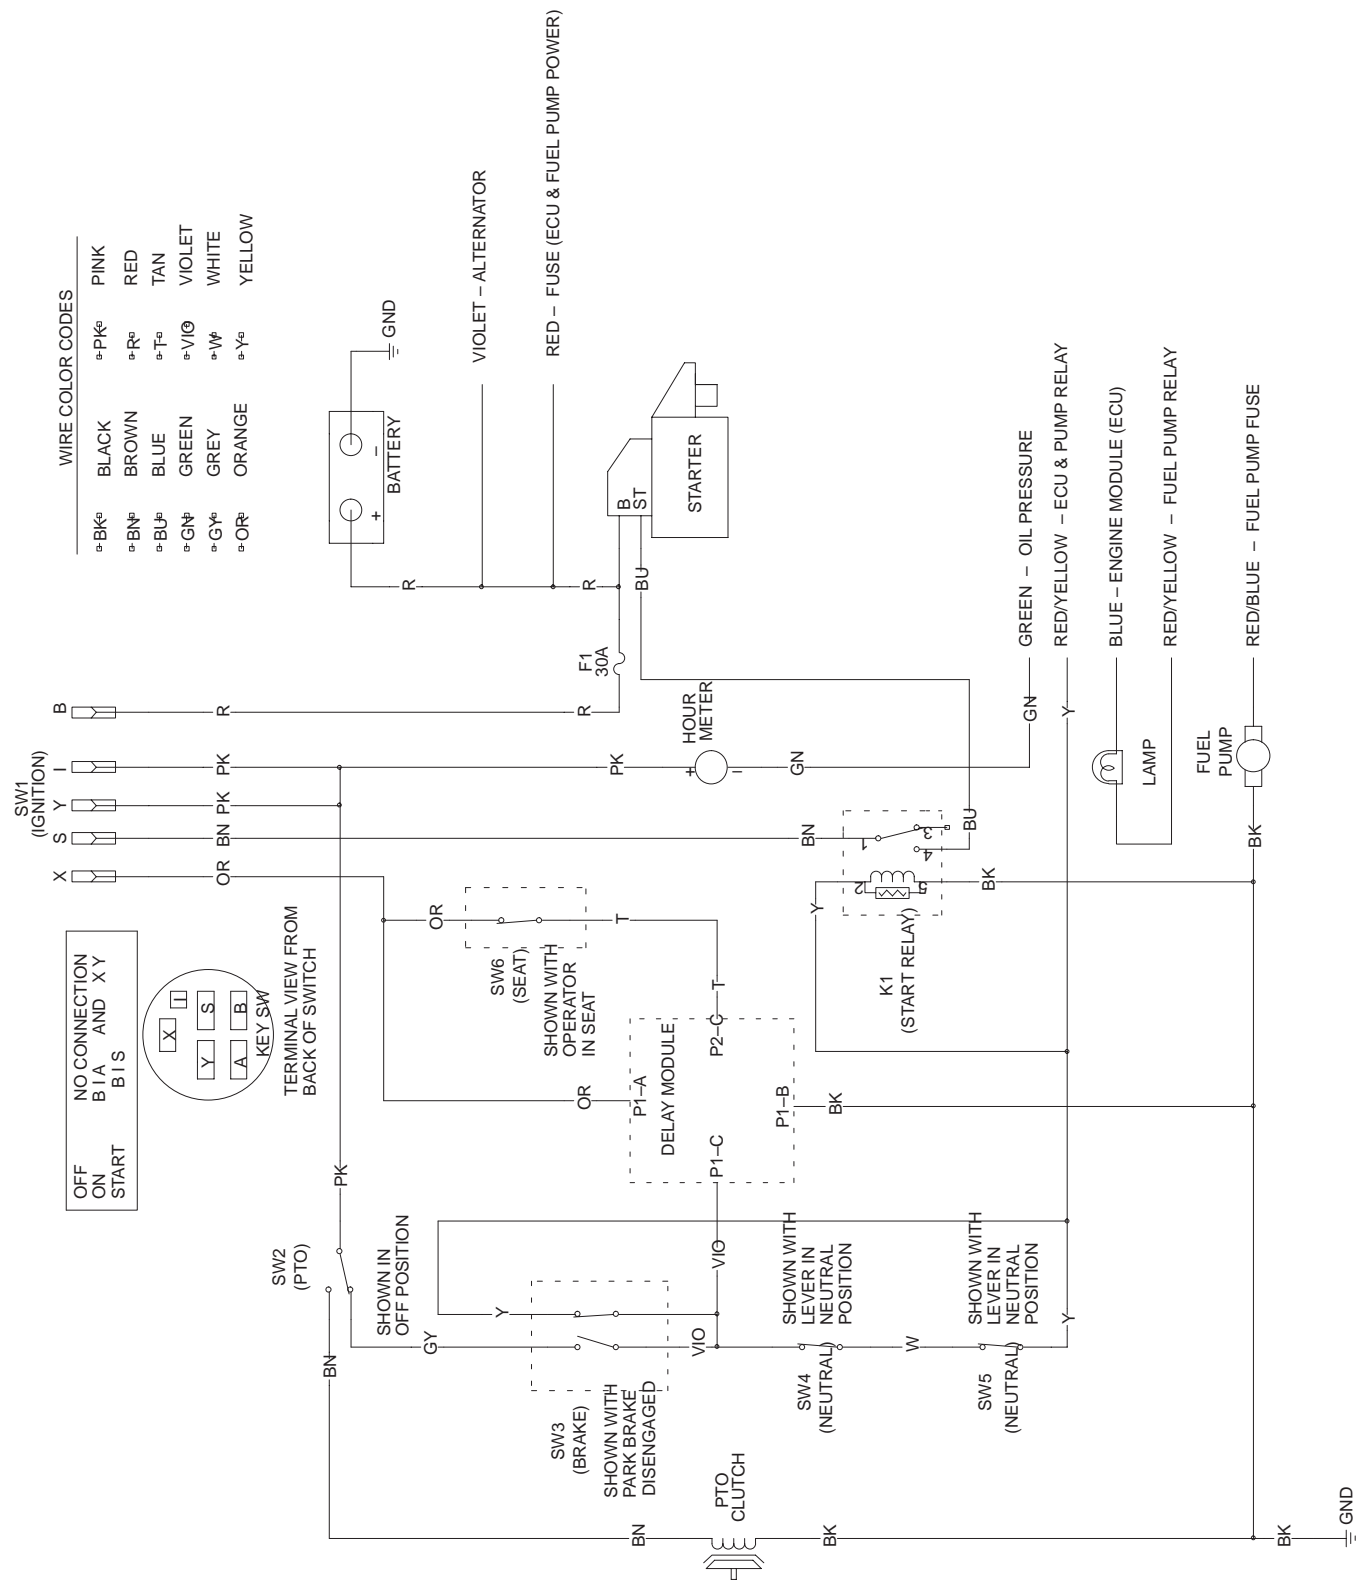 WIRE COLOR CODES
BK BLACK PK PINK
BN BROWN R RED
BU BLUE T TAN
GN GREEN VIO VIOLET
GY GREY W WHITE
OR ORANGE Y YELLOW
OFF NO CONNECTION
ON B I A AND X Y
START B I S
X
I
Y
S
A
B
KEY SW
TERMINAL VIEW FROM
BACK OF SWITCH
SW1
(IGNITION)
X
S
Y
I
B
OR
BN
PK
PK
R
BATTERY
+
−
GND
R
R
VIOLET – ALTERNATOR
RED – FUSE (ECU & FUEL PUMP POWER)
B
ST
STARTER
BU
F1
30A
R
HOUR
METER
+
−
PK
GN
GN
GREEN – OIL PRESSURE
Y
RED/YELLOW – ECU & PUMP RELAY
BLUE – ENGINE MODULE (ECU)
LAMP
RED/YELLOW – FUEL PUMP RELAY
FUEL
PUMP
RED/BLUE – FUEL PUMP FUSE
BK
BN
1
3
4
BU
2
5
BK
Y
K1
(START RELAY)
OR
T
SW6
(SEAT)
SHOWN WITH
OPERATOR
IN SEAT
T
OR
P1–A
P2–C
DELAY MODULE
P1–C
P1–B
BK
VIO
PK
SW2
(PTO)
SHOWN IN
OFF POSITION
BN
GY
Y
VIO
SW3
(BRAKE)
SHOWN WITH
PARK BRAKE
DISENGAGED
SHOWN WITH
LEVER IN
NEUTRAL
POSITION
SW4
(NEUTRAL)
W
SHOWN WITH
LEVER IN
NEUTRAL
POSITION
SW5
(NEUTRAL)
Y
BN
PTO
CLUTCH
BK
BK
GND